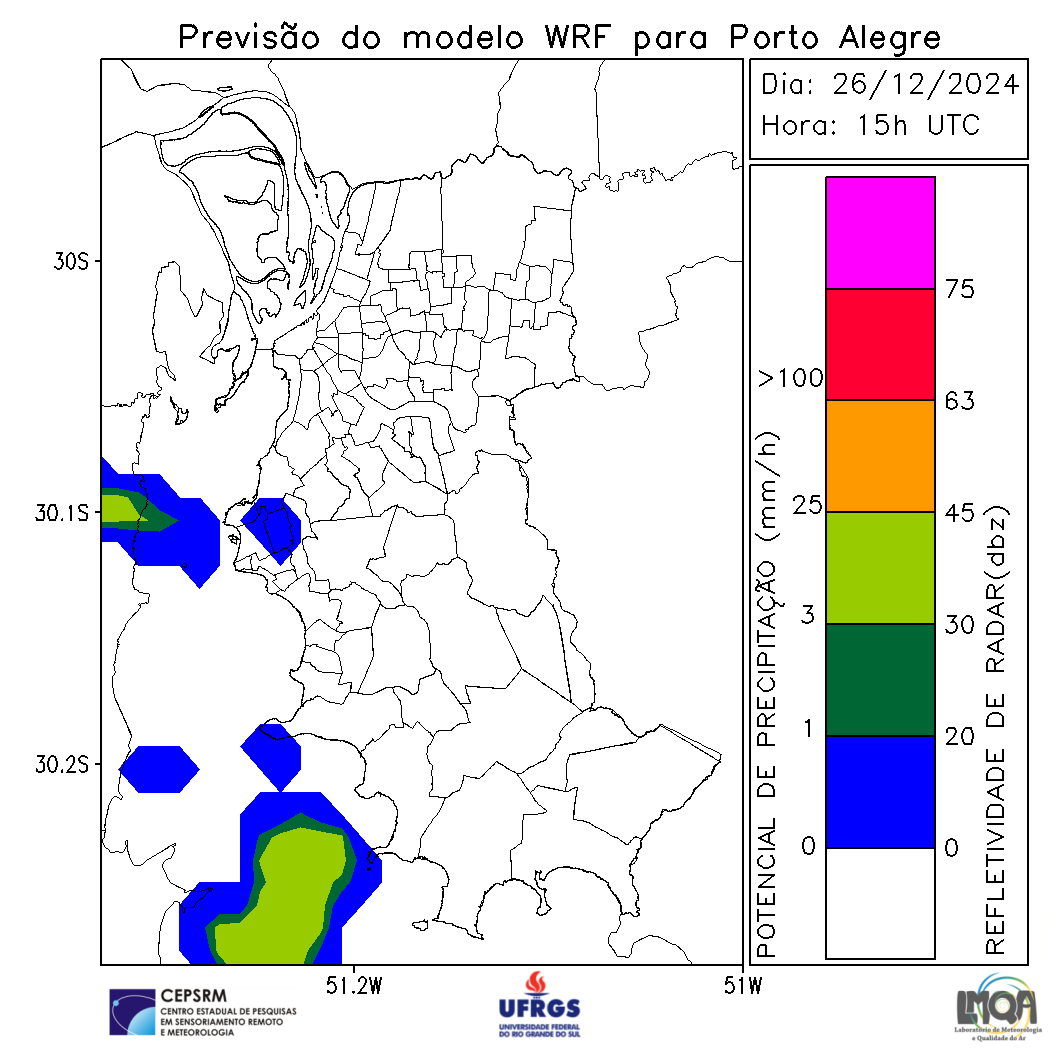 Previsão do modelo WRF para Porto Alegre
Dia: 26/12/2024
Hora: 15h UTC
30S
30.1S
30.2S
51.2W
51W
POTENCIAL DE PRECIPITAÇÃO (mm/h)
>100
25
3
1
0
75
63
45
30
20
0
REFLETIVIDADE DE RADAR(dbz)
CEPSRM
CENTRO ESTADUAL DE PESQUISAS
EM SENSORIAMENTO REMOTO
E METEOROLOGIA
UFRGS
UNIVERSIDADE FEDERAL
DO RIO GRANDE DO SUL
LMQA
Laboratório de Meteorologia
e Qualidade do Ar